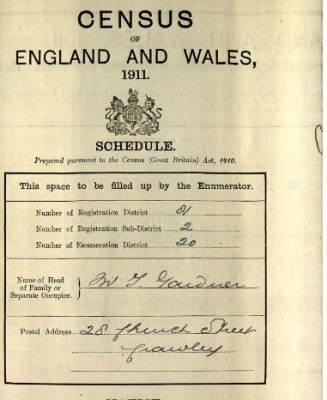 CENSUS
OF
ENGLAND AND WALES,
1911.
SCHEDULE.
Prepared pursuant to the Census (Great Britain) Act, 1910.
This space to be filled up by the Enumerator.
Number of Registration District 81
Number of Registration Sub-District 2
Number of Enumeration District 20
Name of Head
of Family or
Separate Occupier.
Gardner
Postal Address 28 Church Street
Crawley